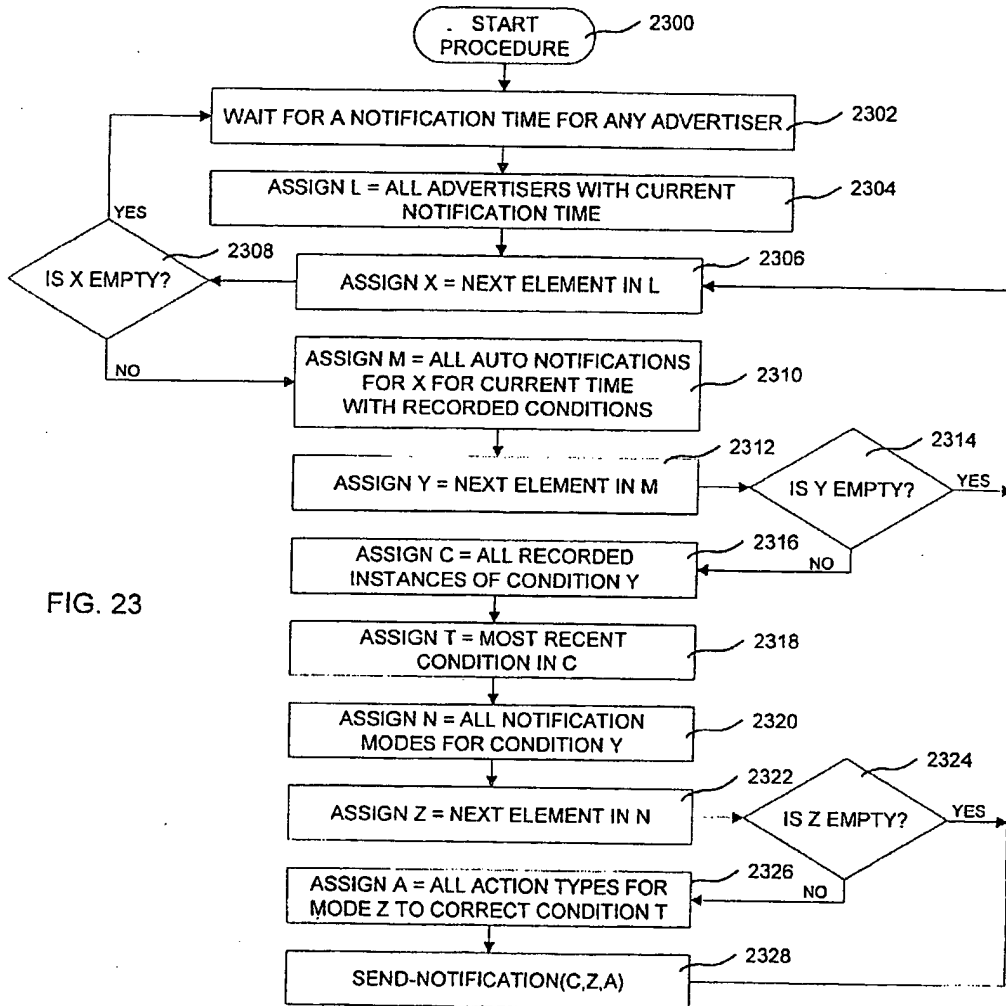 START
PROCEDURE
2300
WAIT FOR A NOTIFICATION TIME FOR ANY ADVERTISER
2302
ASSIGN L = ALL ADVERTISERS WITH CURRENT
NOTIFICATION TIME
2304
YES
2308
IS X EMPTY?
2306
ASSIGN X = NEXT ELEMENT IN L
NO
ASSIGN M = ALL AUTO NOTIFICATIONS
FOR X FOR CURRENT TIME
WITH RECORDED CONDITIONS
2310
2312
ASSIGN Y = NEXT ELEMENT IN M
2314
IS Y EMPTY?
YES
NO
2316
ASSIGN C = ALL RECORDED
INSTANCES OF CONDITION Y
FIG. 23
ASSIGN T = MOST RECENT
CONDITION IN C
2318
ASSIGN N = ALL NOTIFICATION
MODES FOR CONDITION Y
2320
2322
ASSIGN Z = NEXT ELEMENT IN N
2324
IS Z EMPTY?
YES
NO
2326
ASSIGN A = ALL ACTION TYPES FOR
MODE Z TO CORRECT CONDITION T
2328
SEND-NOTIFICATION(C,Z,A)